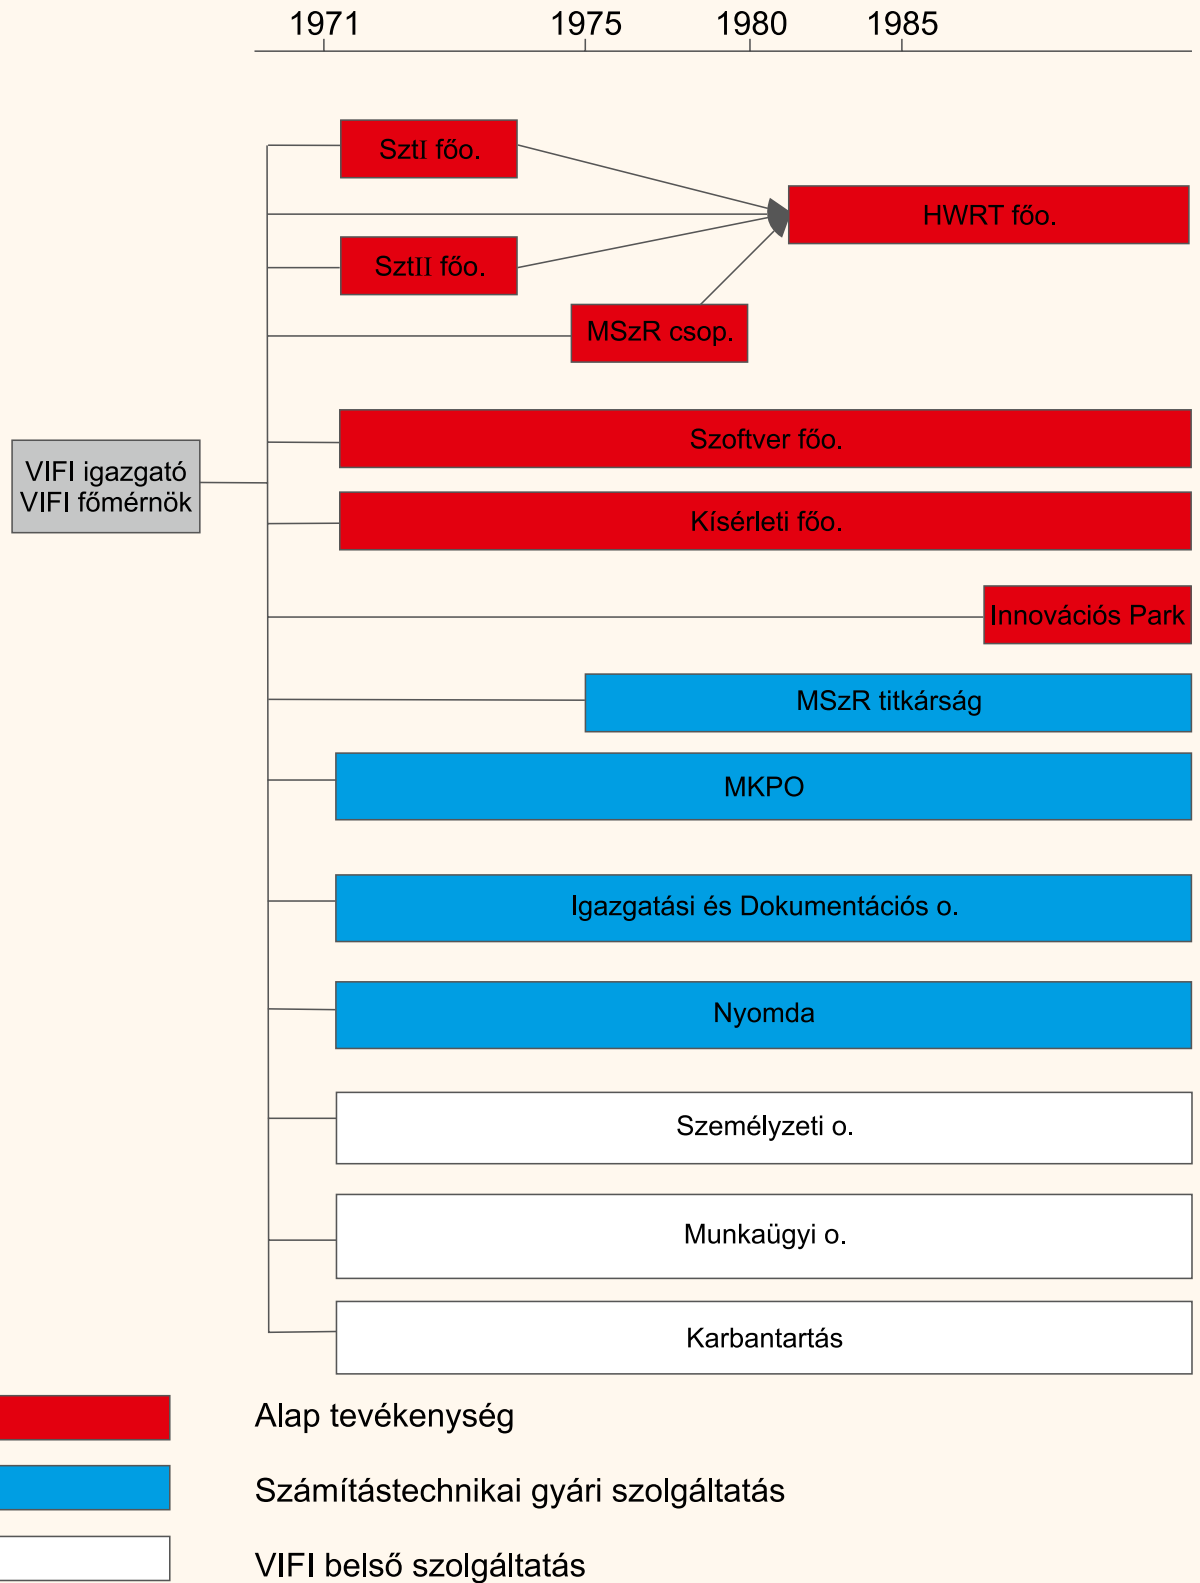 1971 1975 1980 1985
SztI főo.
HWRT főo.
SztII főo.
MSzR csop.
Szoftver főo.
VIFI igazgató
VIFI főmérnök
Kísérleti főo.
Innovációs Park
MSzR titkárság
MKPO
Igazgatási és Dokumentációs o.
Nyomda
Személyzeti o.
Munkaügyi o.
Karbantartás
Alap tevékenység
Számítástechnikai gyári szolgáltatás
VIFI belső szolgáltatás